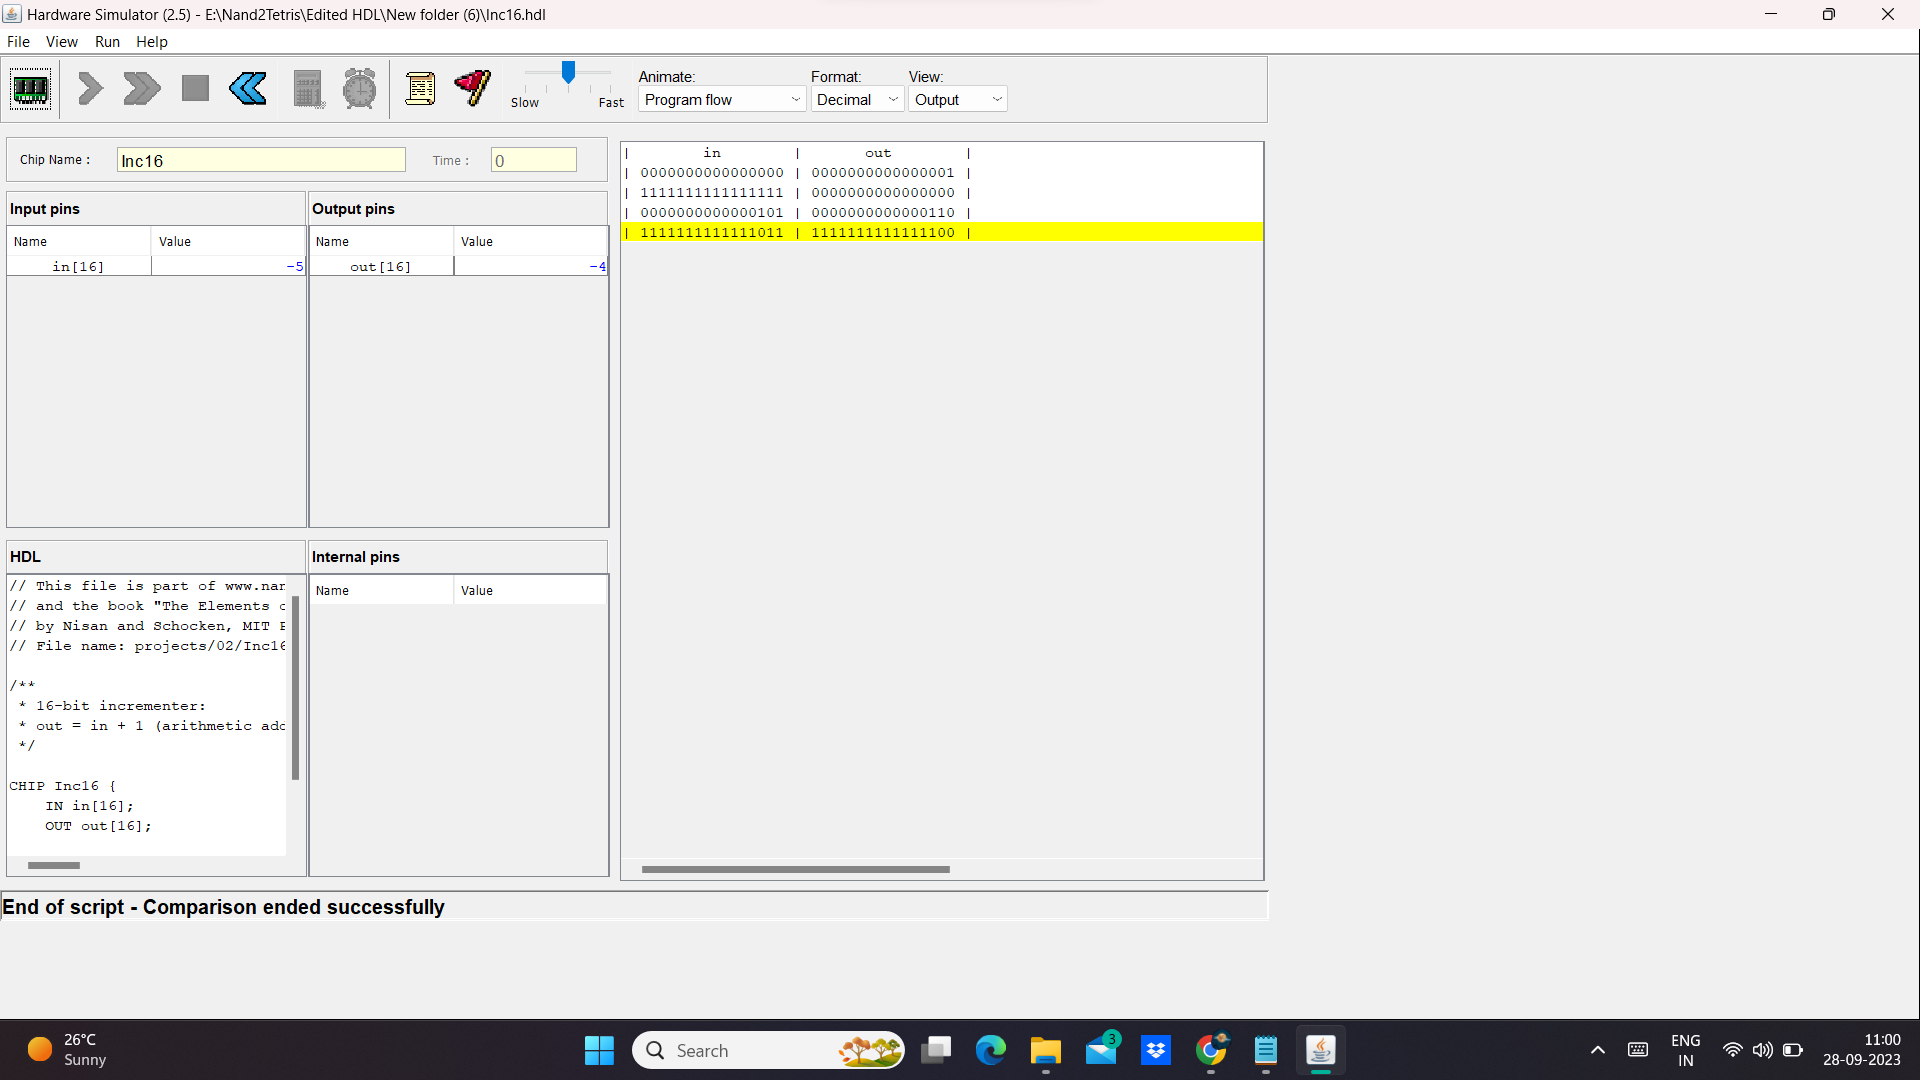 Hardware Simulator (2.5) - E:\Nand2Tetris\Edited HDL\New folder (6)\Inc16.hdl
File View Run Help
Slow Fast
Animate: Format: View:
Program flow Decimal Output
Chip Name : Inc16 Time : 0
Input pins
Name Value
in[16] -5
Output pins
Name Value
out[16] -4
HDL
// This file is part of www.nan
// and the book "The Elements o
// by Nisan and Schocken, MIT P
// File name: projects/02/Inc16
/**
* 16-bit incrementer:
* out = in + 1 (arithmetic add
*/
CHIP Inc16 {
IN in[16];
OUT out[16];
Internal pins
Name Value
| in | out |
| 0000000000000000 | 0000000000000001 |
| 1111111111111111 | 0000000000000000 |
| 0000000000000101 | 0000000000000110 |
| 1111111111111011 | 1111111111111100 |
End of script - Comparison ended successfully
26°C
Sunny
Search
3
ENG
IN
11:00
28-09-2023